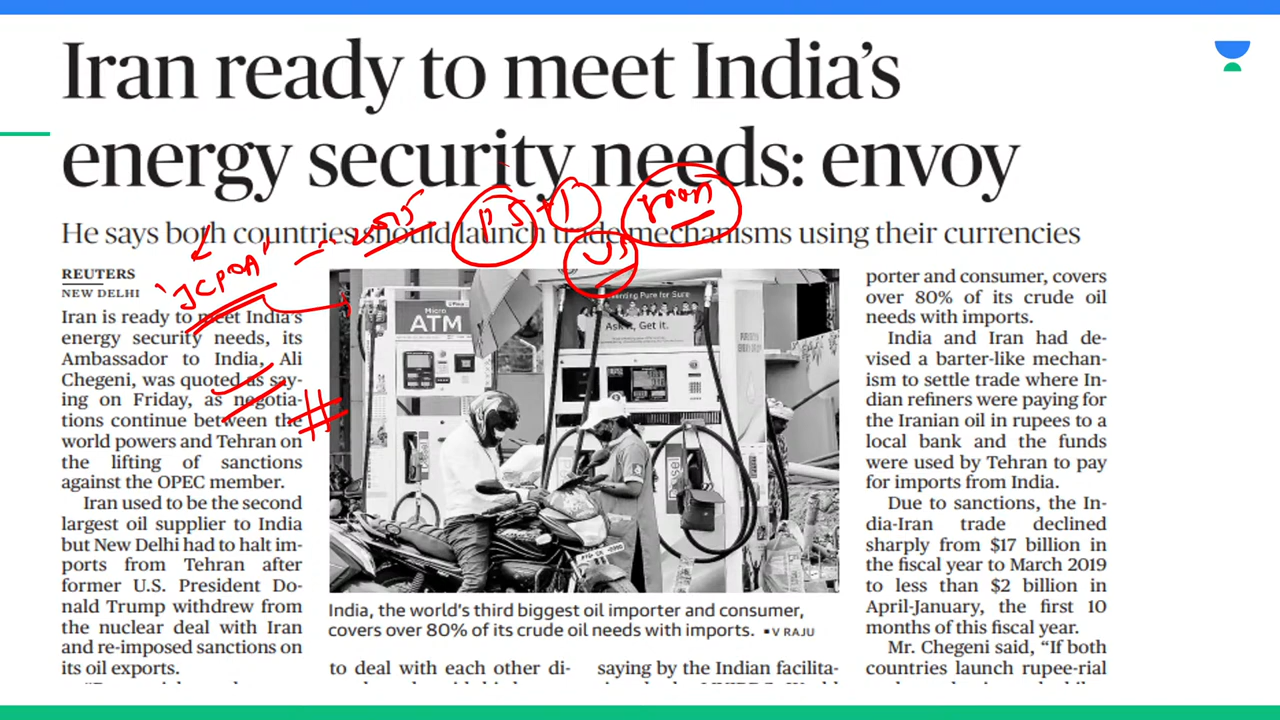 Iran ready to meet India's
energy security needs: envoy
P5 + 1
Iran
US
'JCPOA' - 2015
He says both countries should launch trade mechanisms using their currencies
REUTERS
NEW DELHI
Iran is ready to meet India's
energy security needs, its
Ambassador to India, Ali
Chegeni, was quoted as say-
ing on Friday, as negotia-
tions continue between the
world powers and Tehran on
the lifting of sanctions
against the OPEC member.
Iran used to be the second
largest oil supplier to India
but New Delhi had to halt im-
ports from Tehran after
former U.S. President Do-
nald Trump withdrew from
the nuclear deal with Iran
and re-imposed sanctions on
its oil exports.
Micro
ATM
Ask it, Get it.
India, the world's third biggest oil importer and consumer,
covers over 80% of its crude oil needs with imports. ▪ V RAJU
to deal with each other di-
saying by the Indian facilita-
porter and consumer, covers
over 80% of its crude oil
needs with imports.
India and Iran had de-
vised a barter-like mechan-
ism to settle trade where In-
dian refiners were paying for
the Iranian oil in rupees to a
local bank and the funds
were used by Tehran to pay
for imports from India.
Due to sanctions, the In-
dia-Iran trade declined
sharply from $17 billion in
the fiscal year to March 2019
to less than $2 billion in
April-January, the first 10
months of this fiscal year.
Mr. Chegeni said, "If both
countries launch rupee-rial